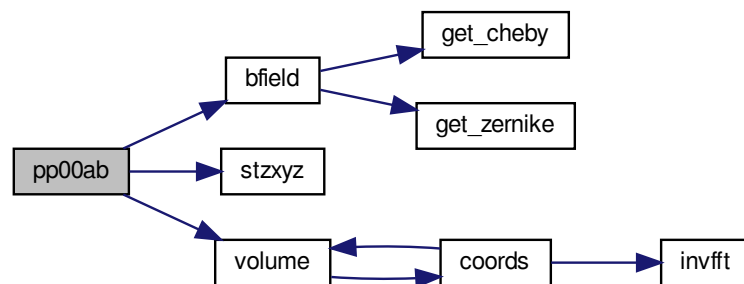 get_cheby
bfield
get_zernike
pp00ab
stzxyz
volume
coords
invfft